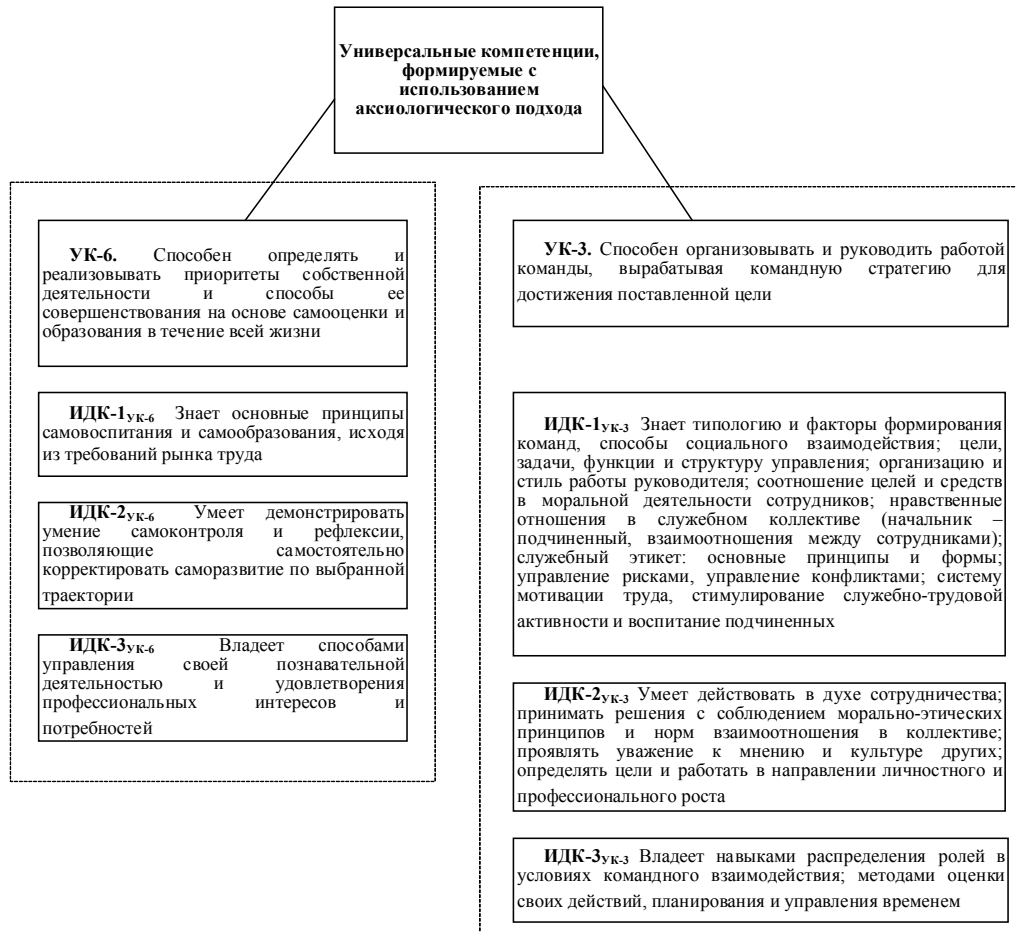 Универсальные компетенции,
формируемые с
использованием
аксиологического подхода
УК-6. Способен определять и
реализовывать приоритеты собственной
деятельности и способы ее
совершенствования на основе самооценки и
образования в течение всей жизни
ИДК-1УК-6 Знает основные принципы
самовоспитания и самообразования, исходя
из требований рынка труда
ИДК-2УК-6 Умеет демонстрировать
умение самоконтроля и рефлексии,
позволяющие самостоятельно
корректировать саморазвитие по выбранной
траектории
ИДК-3УК-6 Владеет способами
управления своей познавательной
деятельностью и удовлетворения
профессиональных интересов и
потребностей
УК-3. Способен организовывать и руководить работой
команды, вырабатывая командную стратегию для
достижения поставленной цели
ИДК-1УК-3 Знает типологию и факторы формирования
команд, способы социального взаимодействия; цели,
задачи, функции и структуру управления; организацию и
стиль работы руководителя; соотношение целей и средств
в моральной деятельности сотрудников; нравственные
отношения в служебном коллективе (начальник –
подчиненный, взаимоотношения между сотрудниками);
служебный этикет: основные принципы и формы;
управление рисками, управление конфликтами; систему
мотивации труда, стимулирование служебно-трудовой
активности и воспитание подчиненных
ИДК-2УК-3 Умеет действовать в духе сотрудничества;
принимать решения с соблюдением морально-этических
принципов и норм взаимоотношения в коллективе;
проявлять уважение к мнению и культуре других;
определять цели и работать в направлении личностного и
профессионального роста
ИДК-3УК-3 Владеет навыками распределения ролей в
условиях командного взаимодействия; методами оценки
своих действий, планирования и управления временем